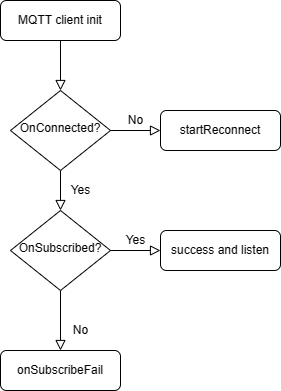 MQTT client init
OnConnected?
No
startReconnect
Yes
OnSubscribed?
Yes
success and listen
No
onSubscribeFail